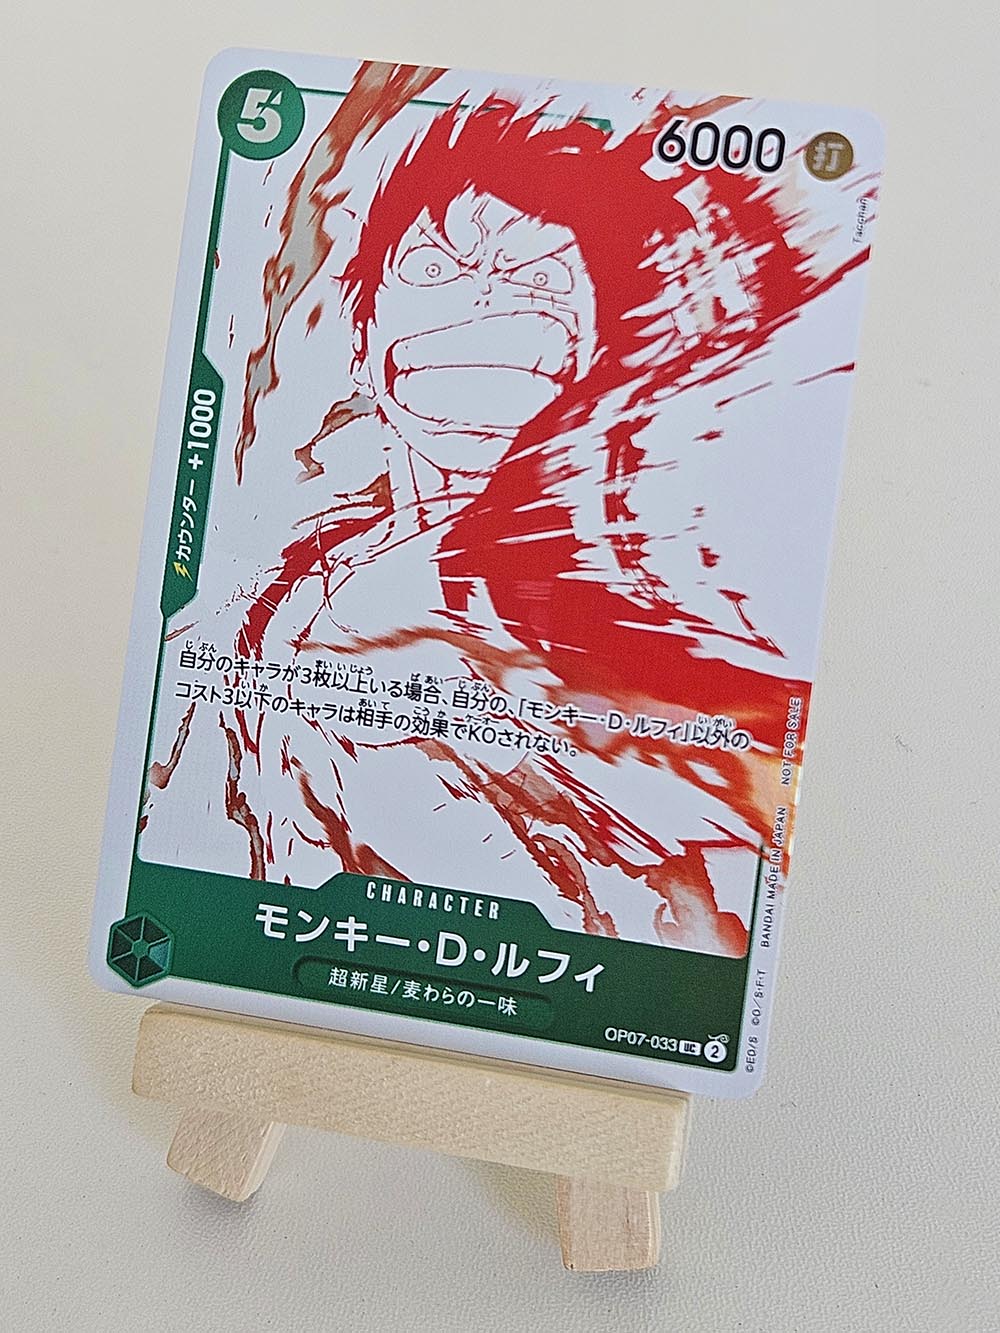 5
6000
打
Tacchan
カウンター +1000
自分のキャラが3枚以上いる場合、自分の、「モンキー・D・ルフィ」以外の
コスト3以下のキャラは相手の効果でKOされない。
CHARACTER
モンキー・D・ルフィ
超新星/麦わらの一味
OP07-033 UC 2
©E.O/S ©O/S・F・T BANDAI MADE IN JAPAN NOT FOR SALE